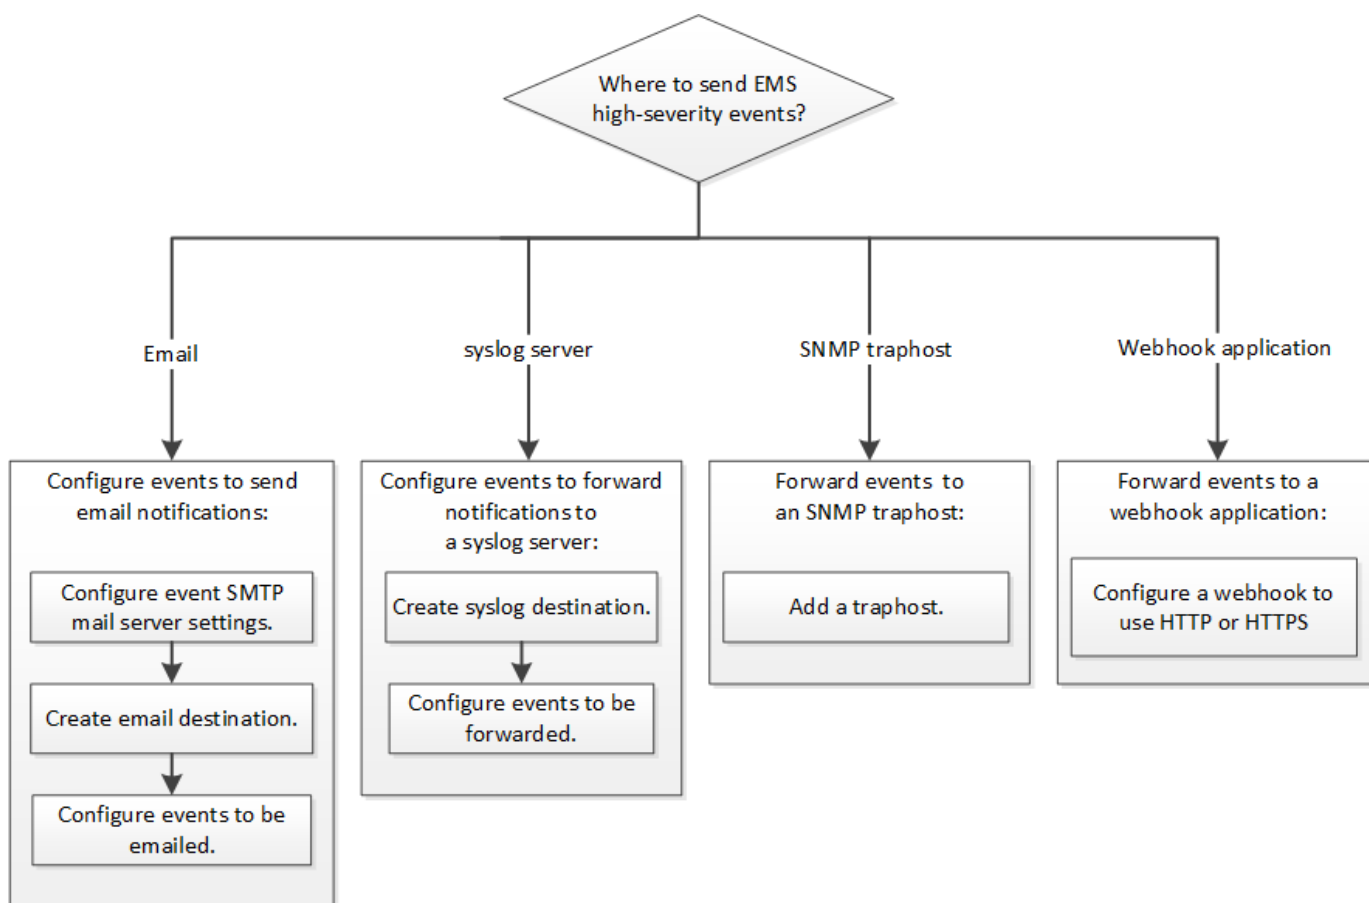 Where to send EMS
high-severity events?
Email
syslog server
SNMP traphost
Webhook application
Configure events to send
email notifications:
Configure event SMTP
mail server settings.
Create email destination.
Configure events to be
emailed.
Configure events to forward
notifications to
a syslog server:
Create syslog destination.
Configure events to be
forwarded.
Forward events to
an SNMP traphost:
Add a traphost.
Forward events to a
webhook application:
Configure a webhook to
use HTTP or HTTPS